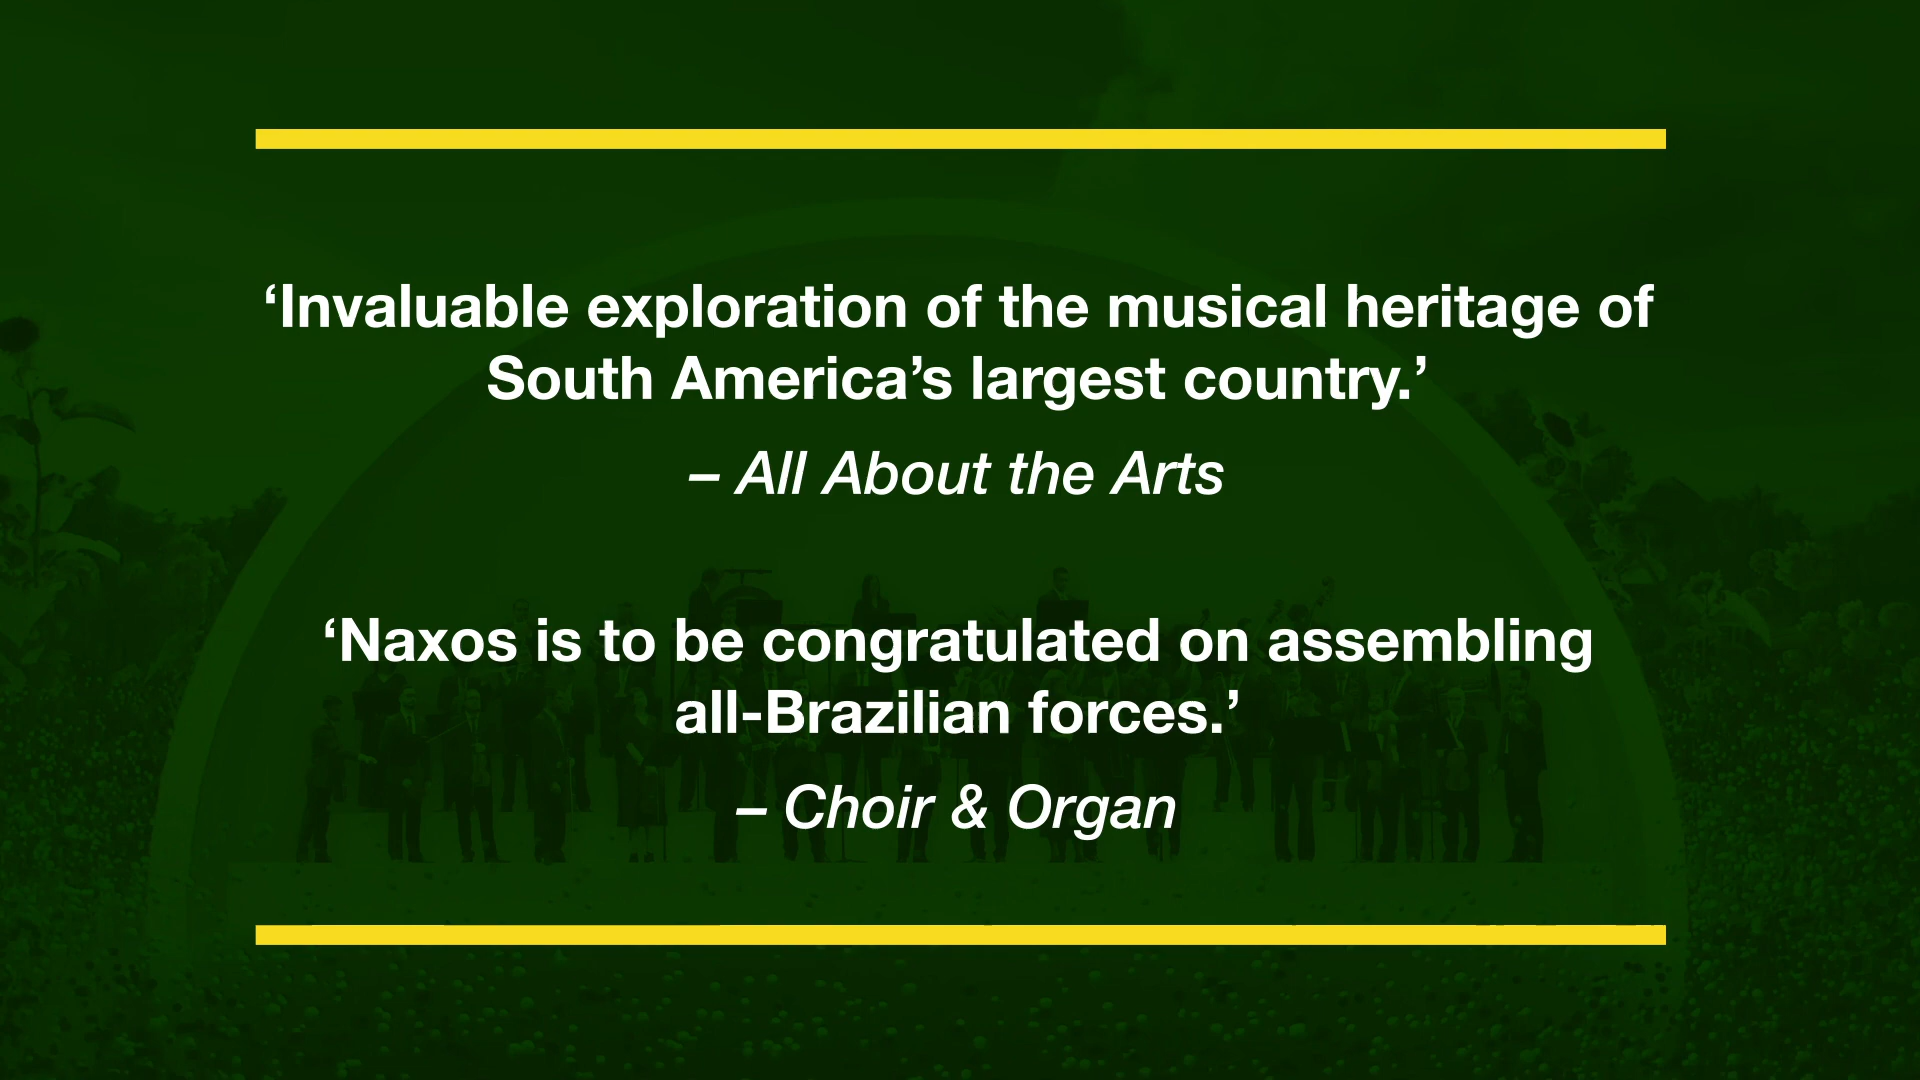 ‘Invaluable exploration of the musical heritage of
South America’s largest country.’
– All About the Arts
‘Naxos is to be congratulated on assembling
all-Brazilian forces.’
– Choir & Organ